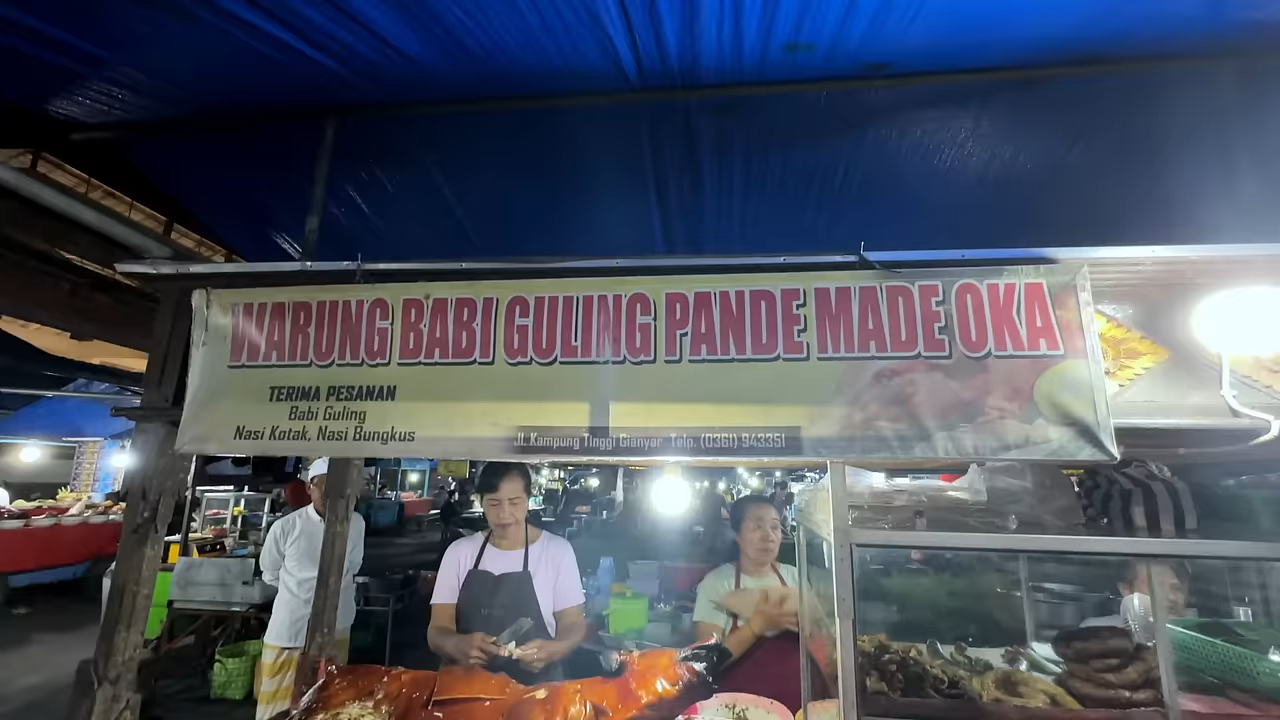 WARUNG BABI GULING PANDE MADE OKA
TERIMA PESANAN
Babi Guling
Nasi Kotak, Nasi Bungkus
Jl. Kampung Tinggi Gianyar Telp. (0361) 943351